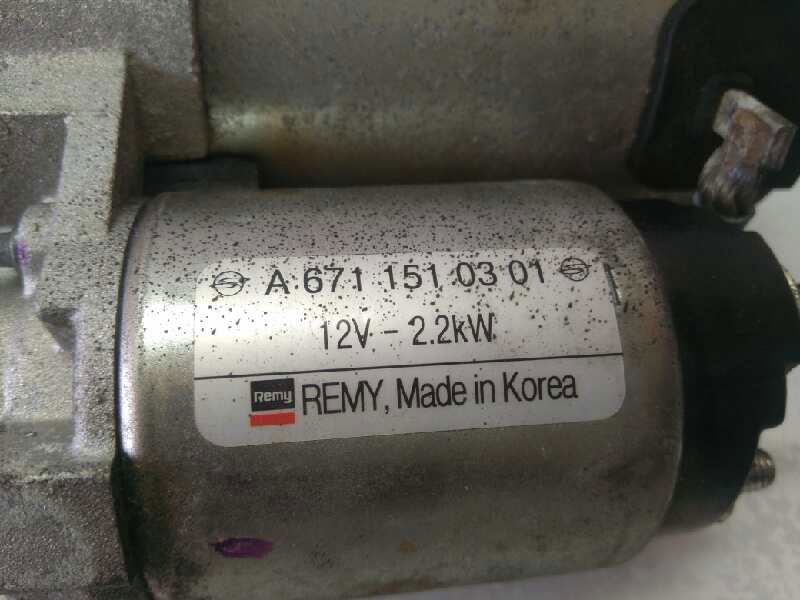 A 671 151 03 01
12V - 2.2kW
Remy REMY, Made in Korea